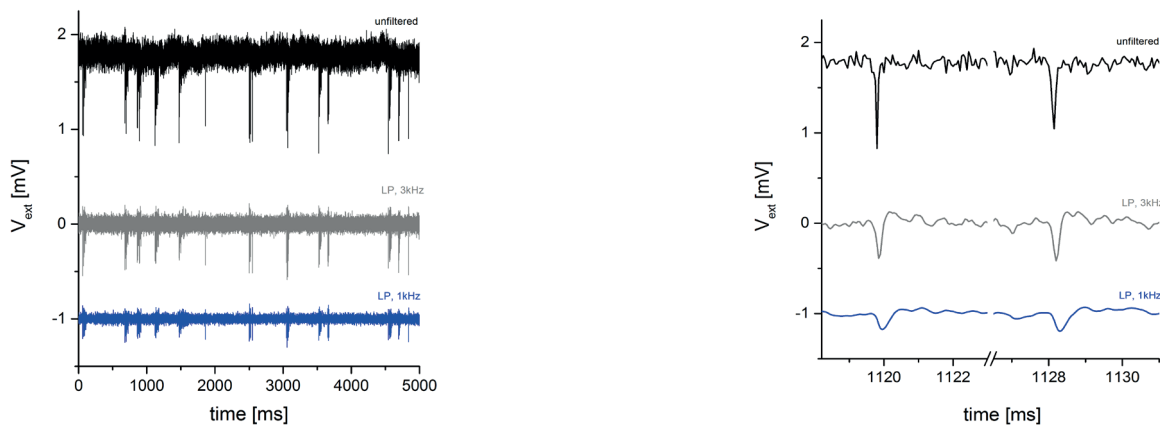 unfiltered
2
1
LP, 3kHz
0
LP, 1kHz
-1
V_ext [mV]
0 1000 2000 3000 4000 5000
time [ms]
unfiltered
2
1
LP, 3kHz
0
LP, 1kHz
-1
V_ext [mV]
1120 1122 1128 1130
time [ms]